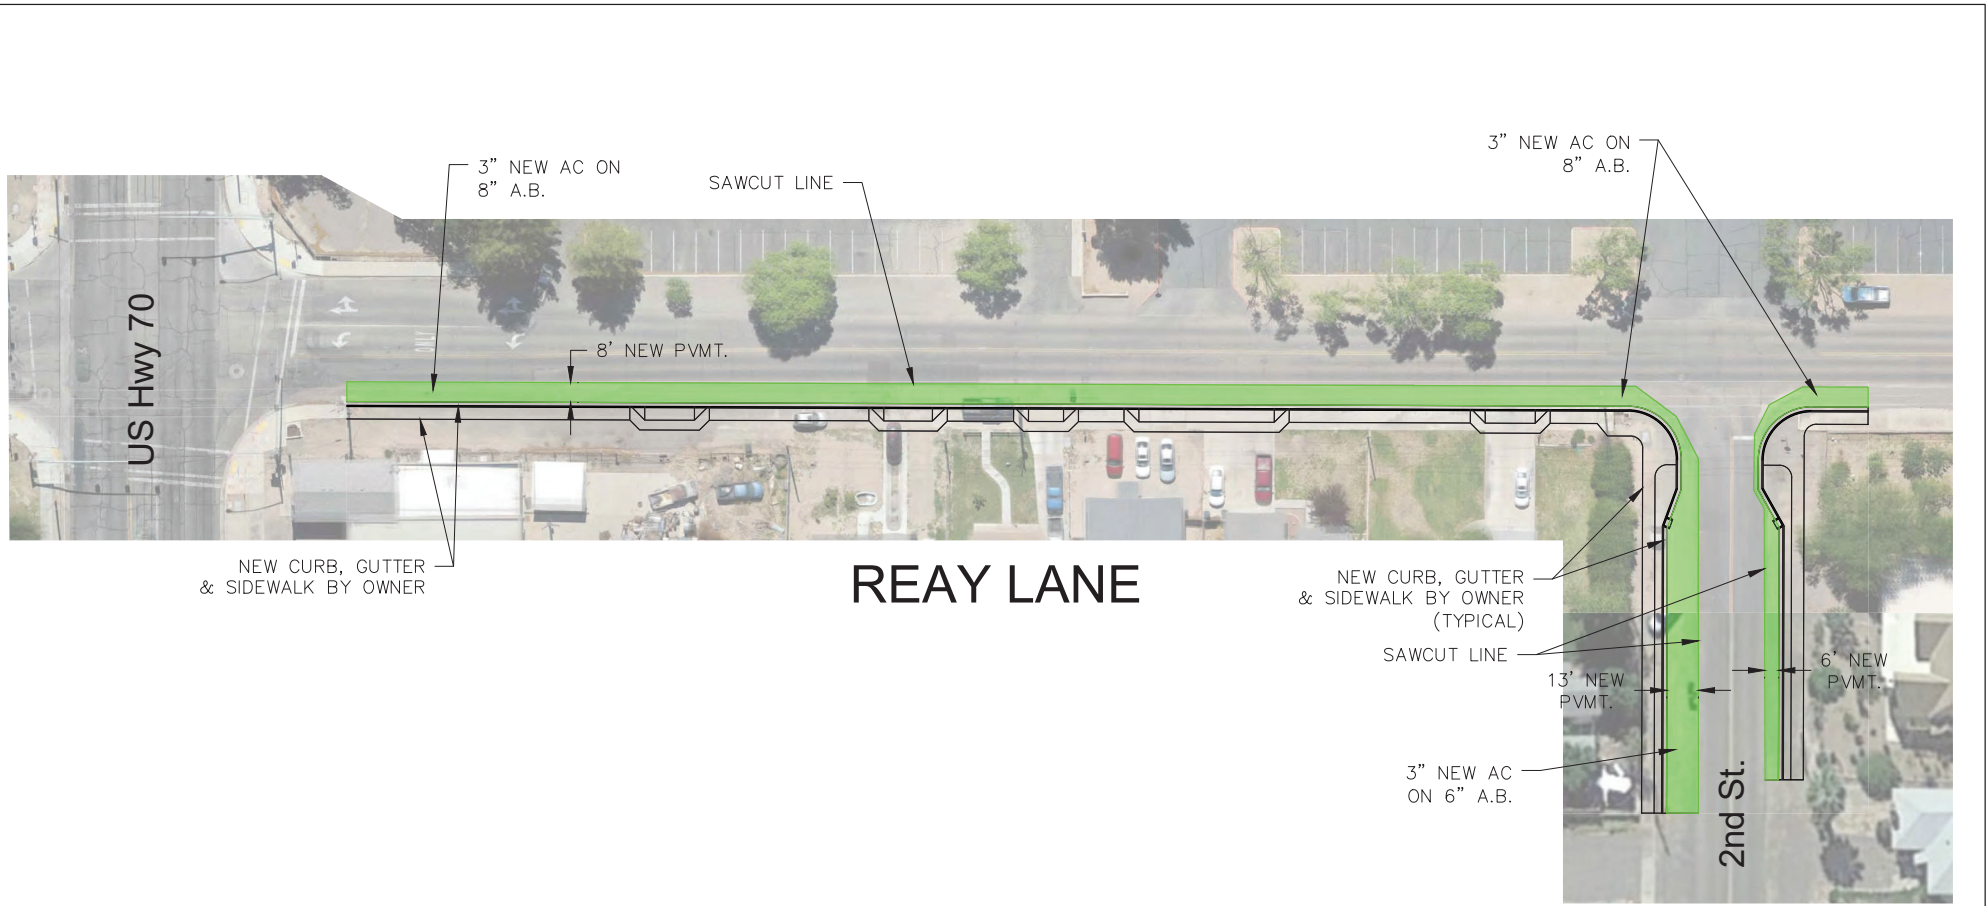 3” NEW AC ON
8” A.B.
SAWCUT LINE
3” NEW AC ON
8” A.B.
US Hwy 70
ONLY
8’ NEW PVMT.
NEW CURB, GUTTER
& SIDEWALK BY OWNER
REAY LANE
NEW CURB, GUTTER
& SIDEWALK BY OWNER
(TYPICAL)
SAWCUT LINE
13’ NEW
PVMT.
6’ NEW
PVMT.
3” NEW AC
ON 6” A.B.
2nd St.